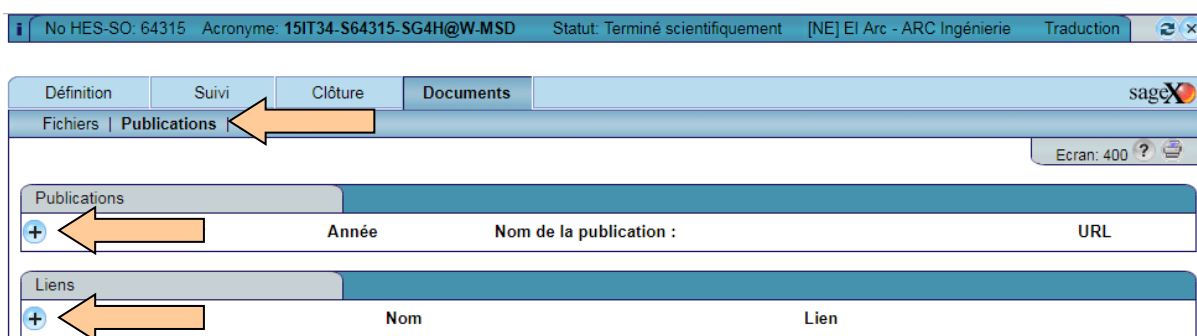 i No HES-SO: 64315 Acronyme: 15IT34-S64315-SG4H@W-MSD Statut: Terminé scientifiquement [NE] EI Arc - ARC Ingénierie Traduction
Définition Suivi Clôture Documents sageX
Fichiers | Publications |
Ecran: 400 ?
Publications
Année Nom de la publication : URL
Liens
Nom Lien